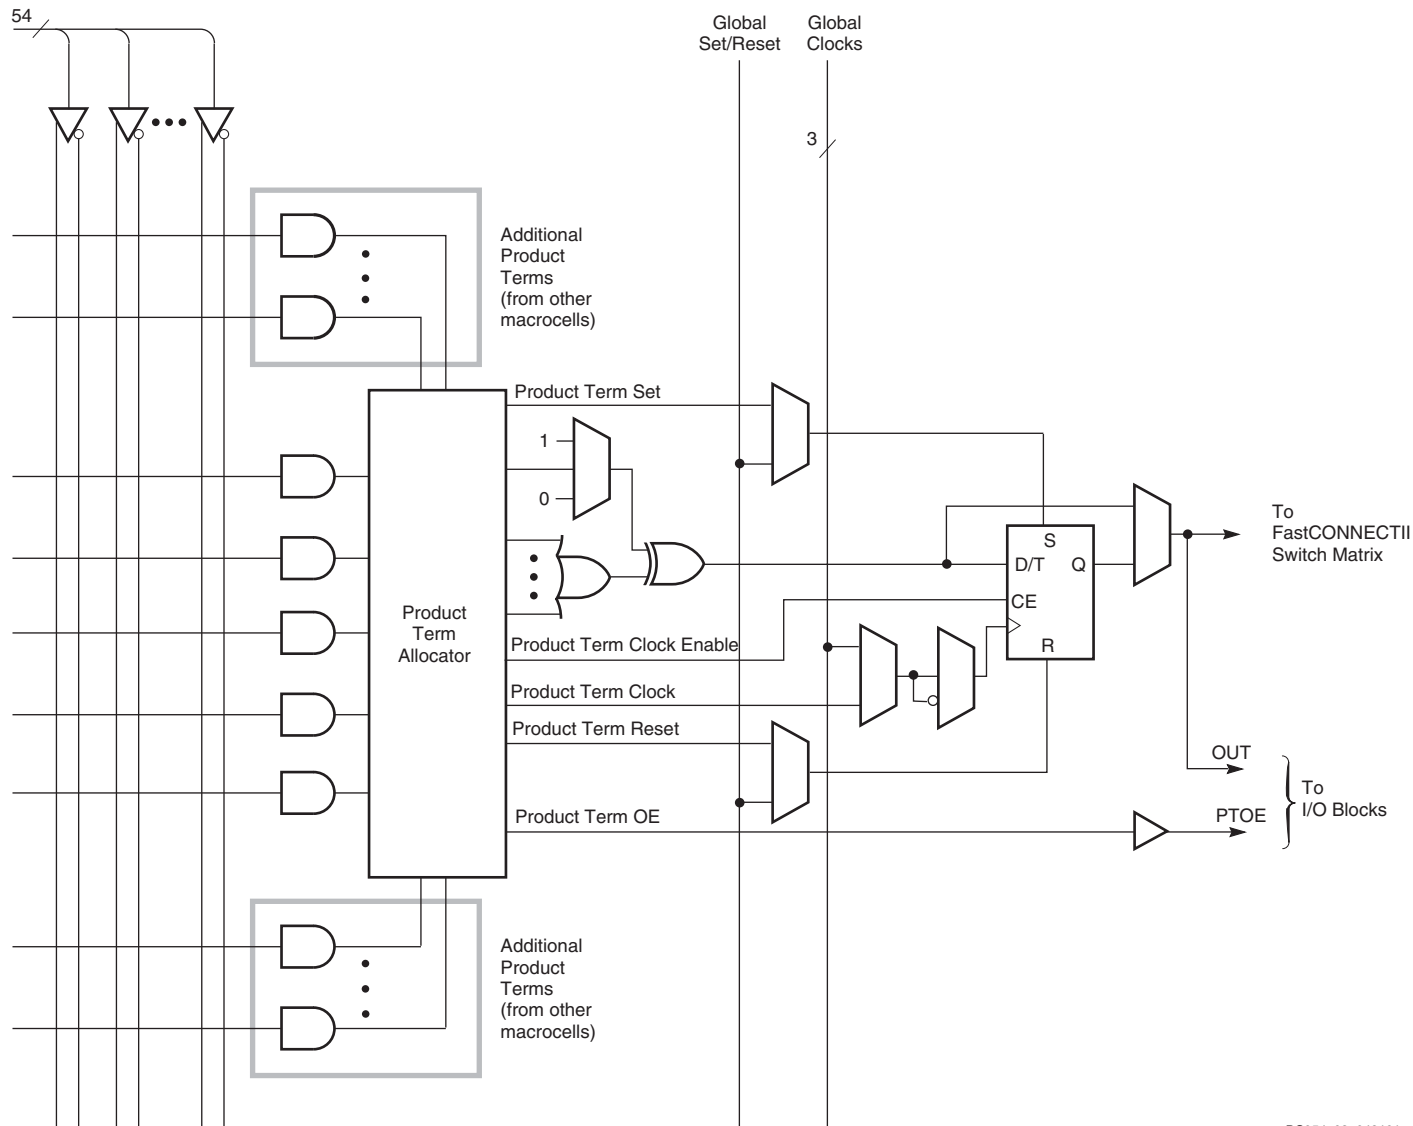 54
Global
Set/Reset
Global
Clocks
3
Additional
Product
Terms
(from other
macrocells)
Product Term Set
1
0
Product
Term
Allocator
S
D/T
Q
CE
R
To
FastCONNECTII
Switch Matrix
Product Term Clock Enable
Product Term Clock
Product Term Reset
Product Term OE
OUT
PTOE
To
I/O Blocks
Additional
Product
Terms
(from other
macrocells)